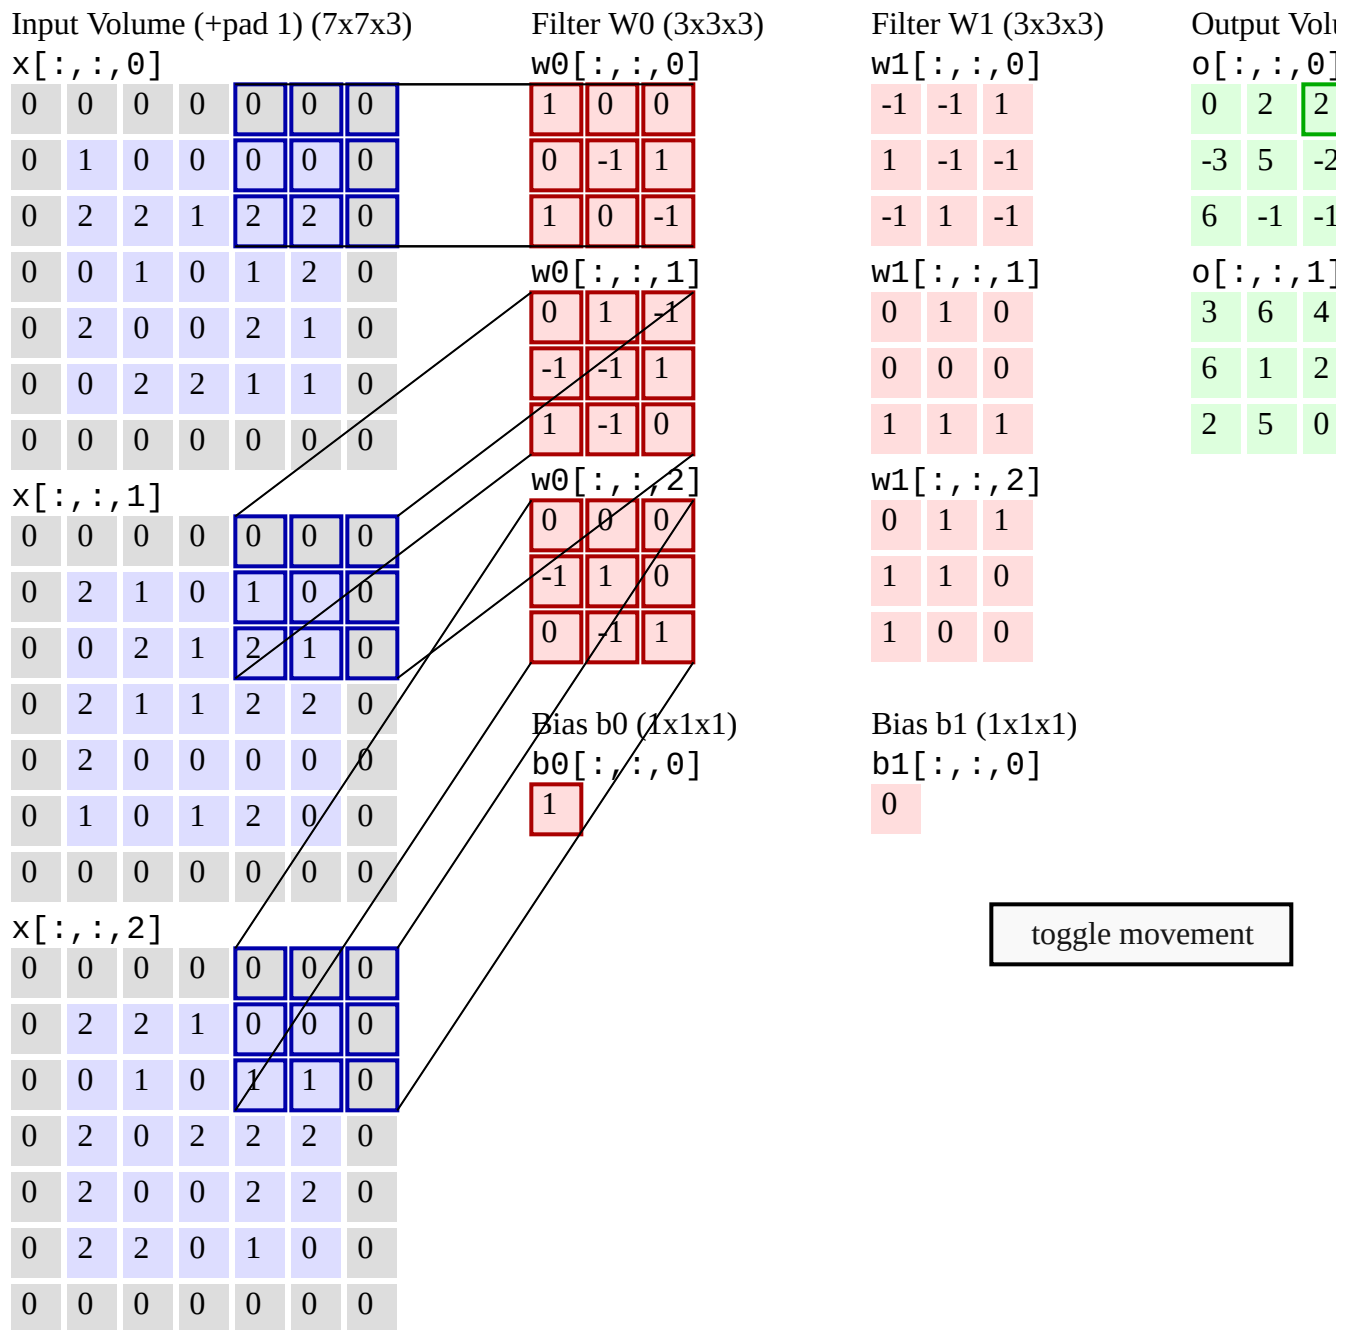 Input Volume (+pad 1) (7x7x3)
x[:,:,0]
0 0 0 0 0 0 0
0 1 0 0 0 0 0
0 2 2 1 2 2 0
0 0 1 0 1 2 0
0 2 0 0 2 1 0
0 0 2 2 1 1 0
0 0 0 0 0 0 0
x[:,:,1]
0 0 0 0 0 0 0
0 2 1 0 1 0 0
0 0 2 1 2 1 0
0 2 1 1 2 2 0
0 2 0 0 0 0 0
0 1 0 1 2 0 0
0 0 0 0 0 0 0
x[:,:,2]
0 0 0 0 0 0 0
0 2 2 1 0 0 0
0 0 1 0 1 1 0
0 2 0 2 2 2 0
0 2 0 0 2 2 0
0 2 2 0 1 0 0
0 0 0 0 0 0 0
Filter W0 (3x3x3)
w0[:,:,0]
1 0 0
0 -1 1
1 0 -1
w0[:,:,1]
0 1 -1
-1 -1 1
1 -1 0
w0[:,:,2]
0 0 0
-1 1 0
0 -1 1
Bias b0 (1x1x1)
b0[:,:,0]
1
Filter W1 (3x3x3)
w1[:,:,0]
-1 -1 1
1 -1 -1
-1 1 -1
w1[:,:,1]
0 1 0
0 0 0
1 1 1
w1[:,:,2]
0 1 1
1 1 0
1 0 0
Bias b1 (1x1x1)
b1[:,:,0]
0
Output
o[:,:,0]
0 2 2
-3 5 -2
6 -1 -1
o[:,:,1]
3 6 4
6 1 2
2 5 0
toggle movement